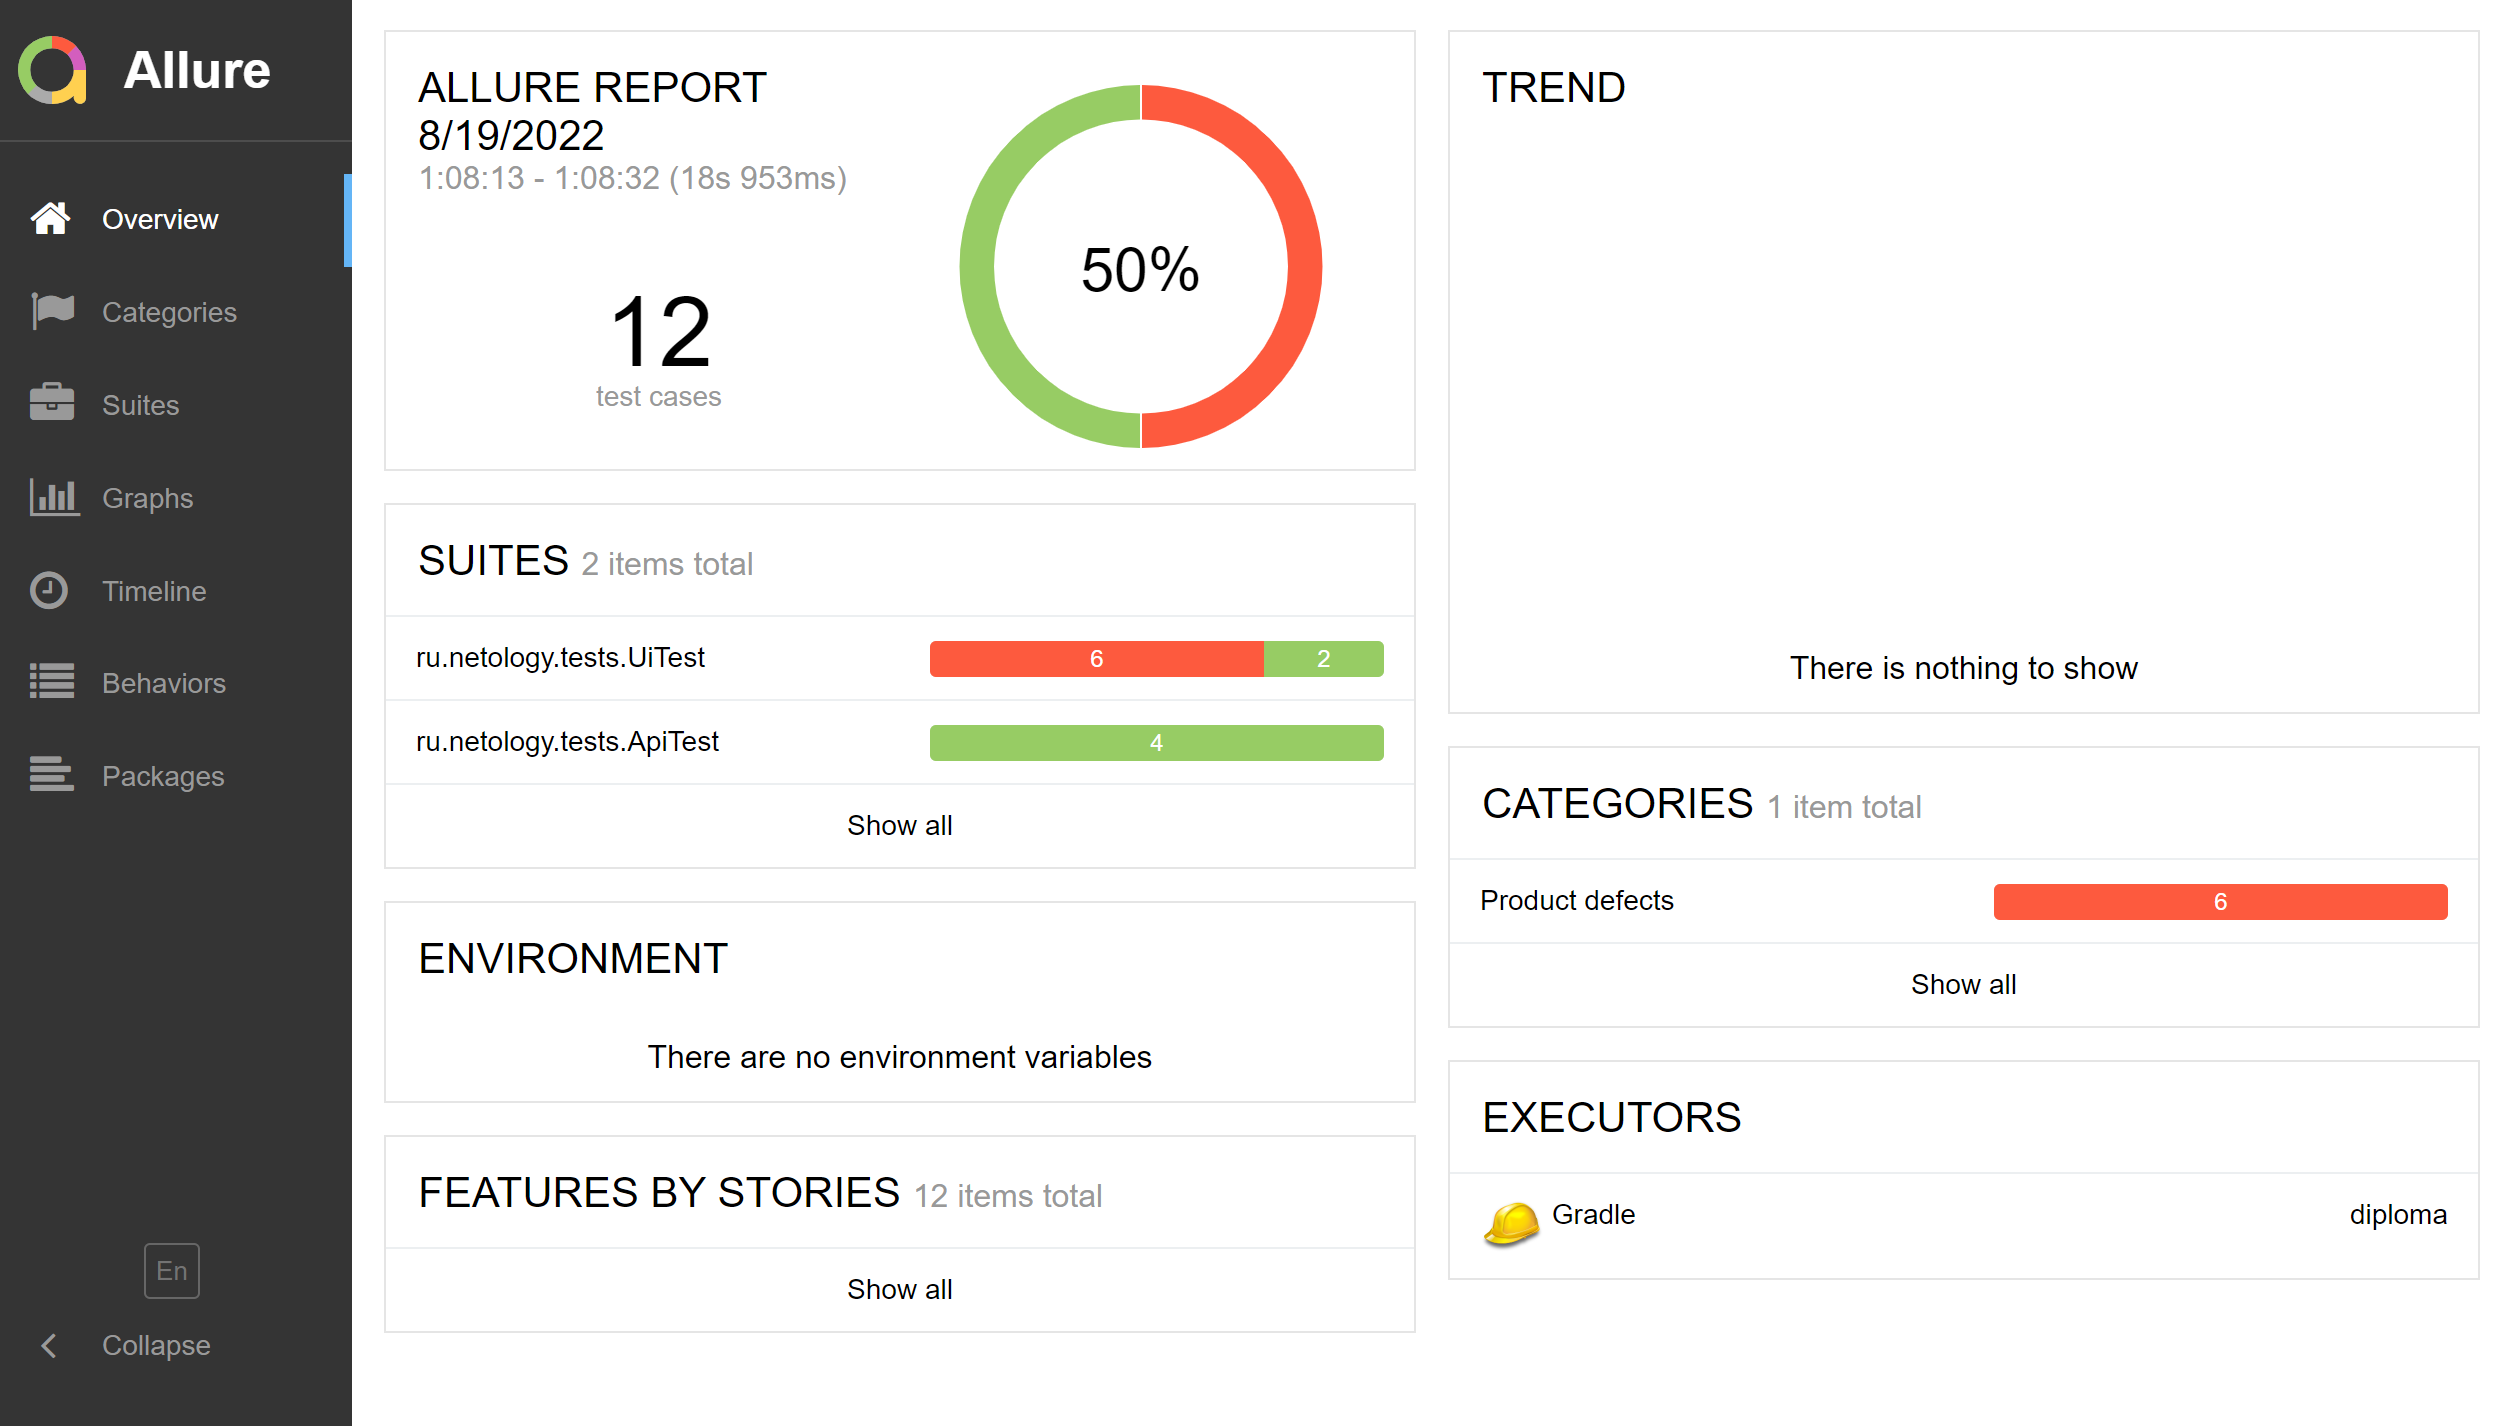 Allure
Overview
Categories
Suites
Graphs
Timeline
Behaviors
Packages
En
Collapse
ALLURE REPORT
8/19/2022
1:08:13 - 1:08:32 (18s 953ms)
12
test cases
50%
SUITES 2 items total
ru.netology.tests.UiTest 6 2
ru.netology.tests.ApiTest 4
Show all
ENVIRONMENT
There are no environment variables
FEATURES BY STORIES 12 items total
Show all
TREND
There is nothing to show
CATEGORIES 1 item total
Product defects 6
Show all
EXECUTORS
Gradle diploma